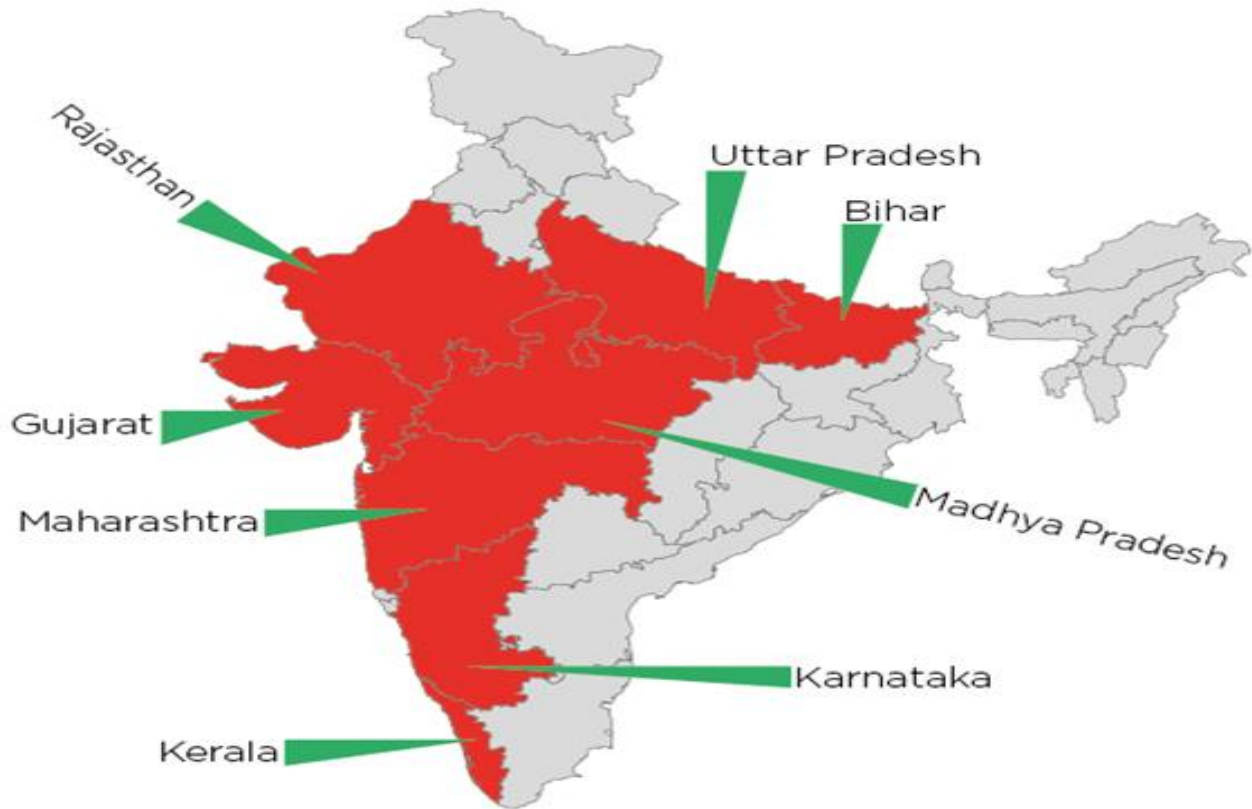 Rajasthan
Uttar Pradesh
Bihar
Gujarat
Maharashtra
Madhya Pradesh
Karnataka
Kerala